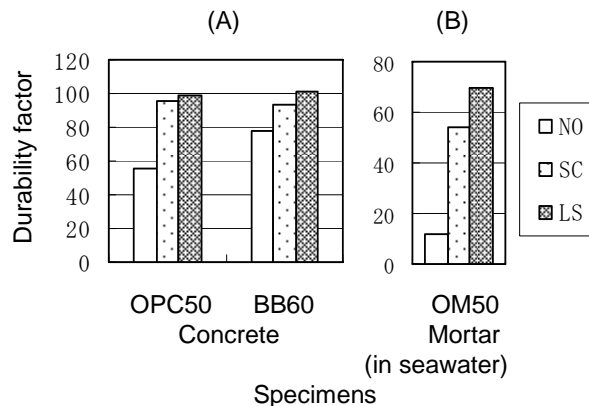 (A)
(B)
Durability factor
120
100
80
60
40
20
0
80
60
40
20
0
NO
SC
LS
OPC50 BB60
Concrete
OM50
Mortar
(in seawater)
Specimens